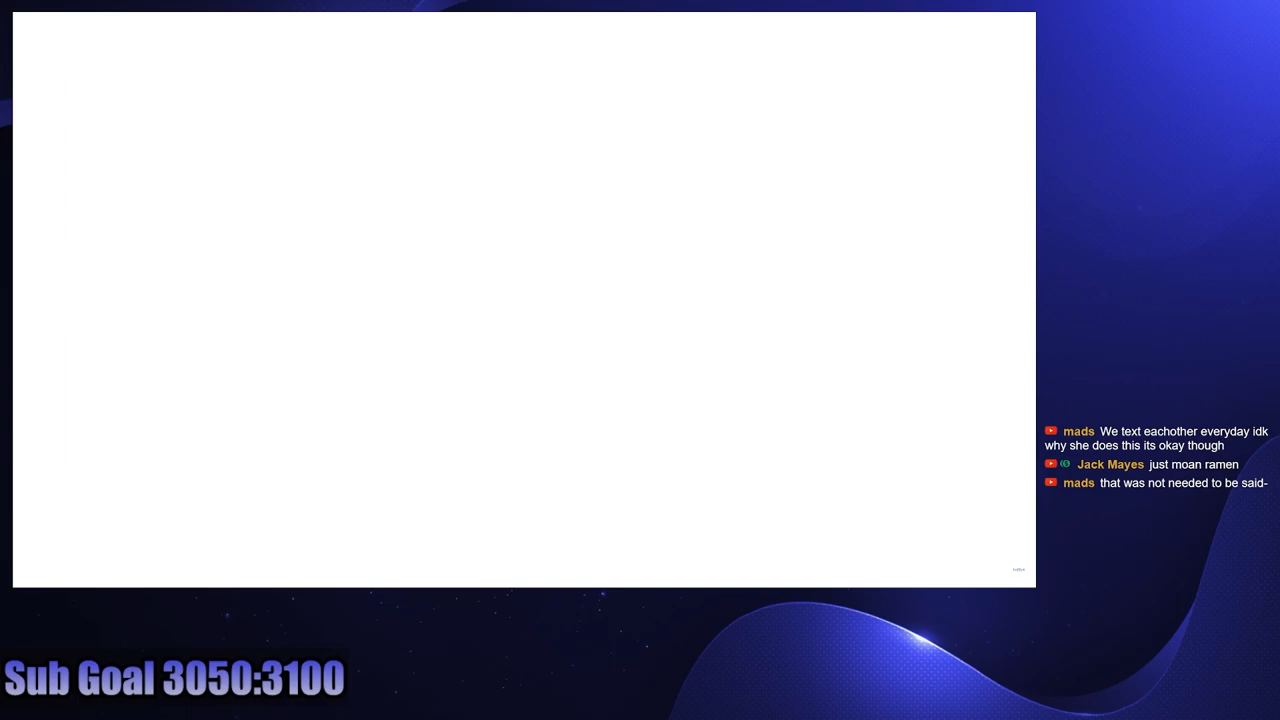 mads We text eachother everyday idk
why she does this its okay though
Jack Mayes just moan ramen
mads that was not needed to be said-
Sub Goal 3050:3100